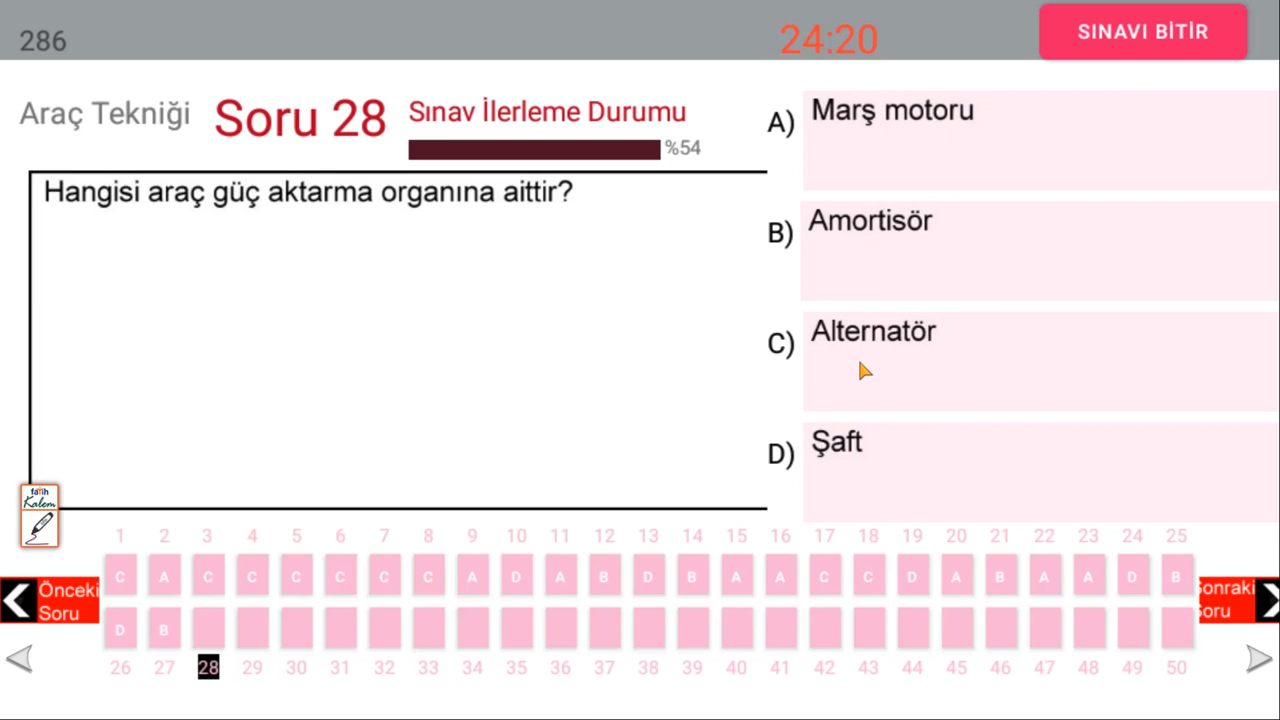 286
24:20
SINAVI BİTİR
Araç Tekniği
Soru 28
Sınav İlerleme Durumu
%54
Hangisi araç güç aktarma organına aittir?
A) Marş motoru
B) Amortisör
C) Alternatör
D) Şaft
fatih
Kalem
1 2 3 4 5 6 7 8 9 10 11 12 13 14 15 16 17 18 19 20 21 22 23 24 25
C A C C C C C C A D A B D B A A C C D A B A A D B
Önceki
Soru
Sonraki
Soru
D B
26 27 28 29 30 31 32 33 34 35 36 37 38 39 40 41 42 43 44 45 46 47 48 49 50